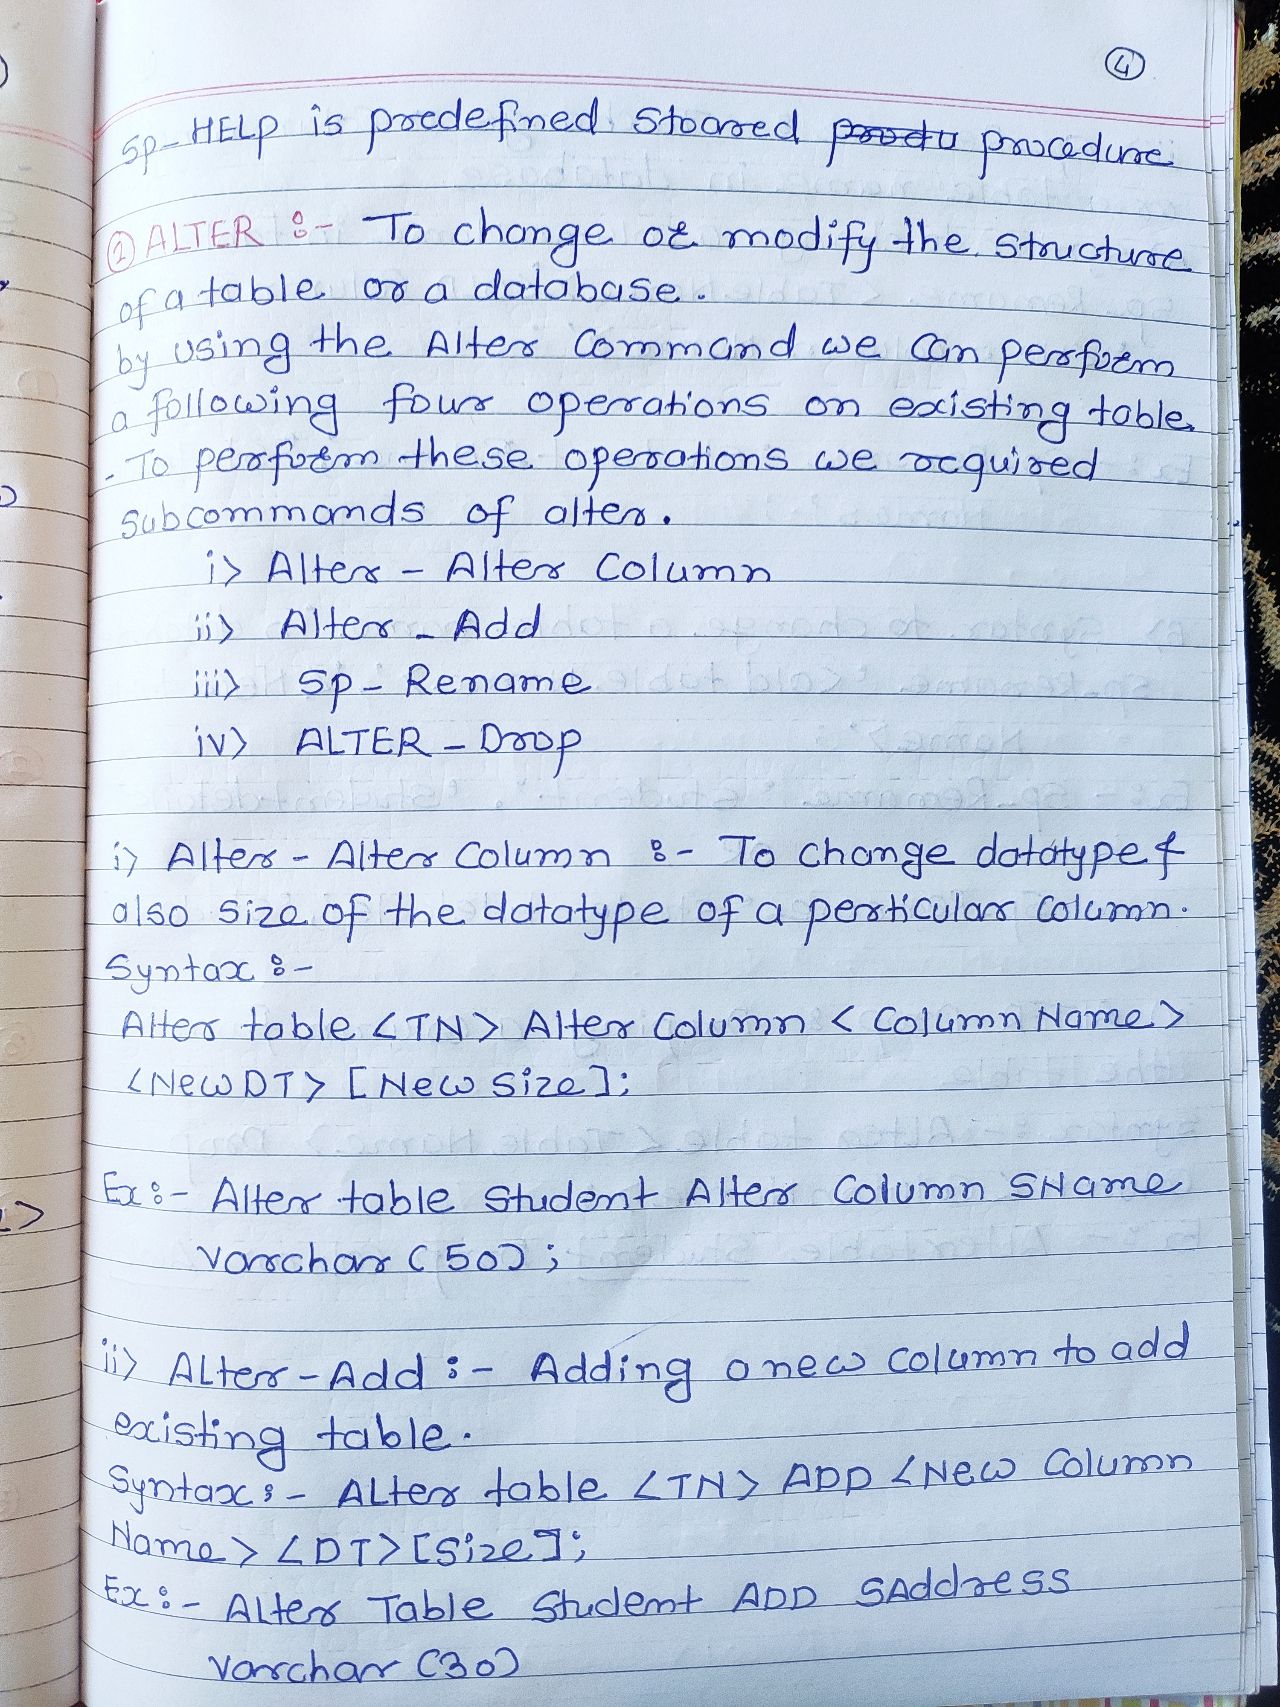 4
Sp-HELP is predefined stoared procedure
② ALTER :- To change or modify the structure
of a table or a database.
by using the Alter Command we can perform
a following four operations on existing table.
- To perform these operations we required
Subcommands of alter.
i> Alter - Alter Column
ii> Alter - Add
iii> Sp - Rename
iv> ALTER - Drop
i> Alter - Alter Column :- To change datatype &
also size of the datatype of a perticular column.
Syntax :-
Alter table <TN> Alter Column < Column Name>
<New DT> [New size];
Ex :- Alter table Student Alter Column SName
Varchar (50);
ii> ALter - Add :- Adding a new column to add
existing table.
Syntax :- ALter table <TN> ADD <New Column
Name> <DT> [Size];
Ex :- Alter Table Student ADD SAddress
Varchar (30)